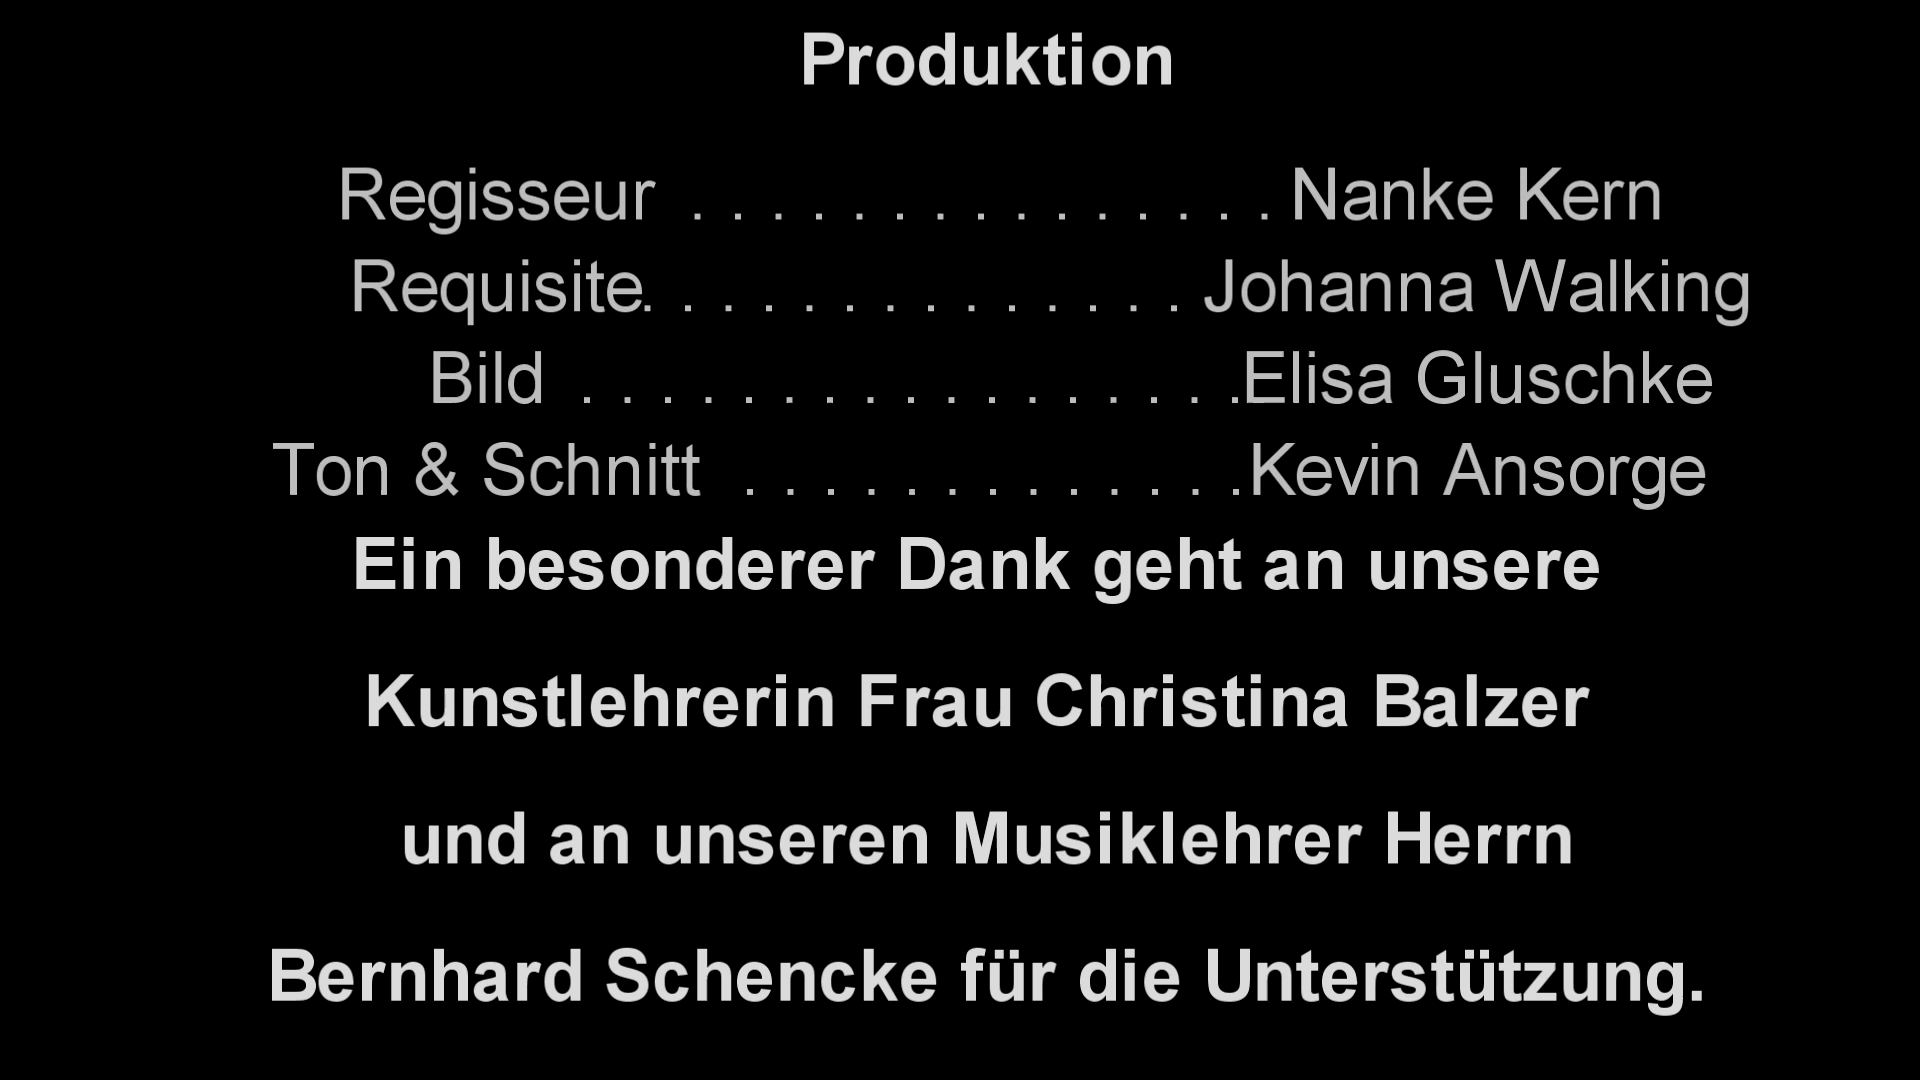 Produktion
Regisseur . . . . . . . . . . . . . . . Nanke Kern
Requisite. . . . . . . . . . . . . . Johanna Walking
Bild . . . . . . . . . . . . . . . . .Elisa Gluschke
Ton & Schnitt . . . . . . . . . . . . .Kevin Ansorge
Ein besonderer Dank geht an unsere
Kunstlehrerin Frau Christina Balzer
und an unseren Musiklehrer Herrn
Bernhard Schencke für die Unterstützung.